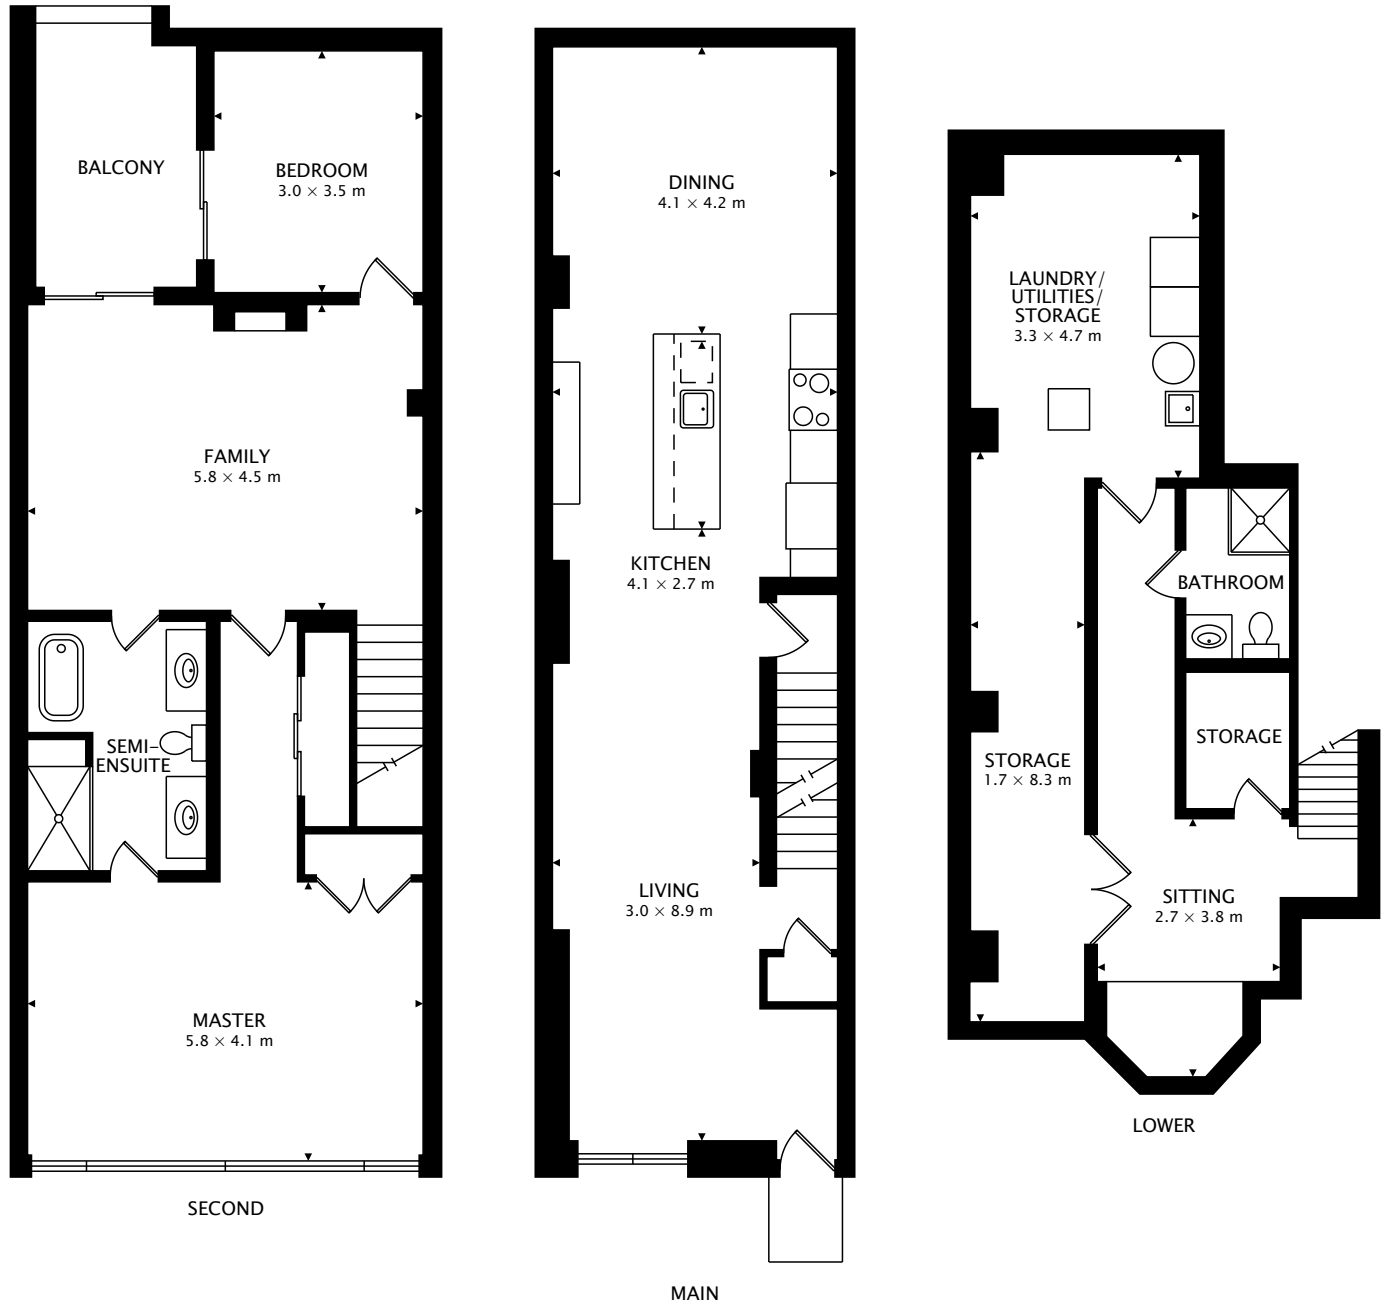 BALCONY
BEDROOM
3.0 × 3.5 m
FAMILY
5.8 × 4.5 m
SEMI-
ENSUITE
MASTER
5.8 × 4.1 m
SECOND
DINING
4.1 × 4.2 m
KITCHEN
4.1 × 2.7 m
LIVING
3.0 × 8.9 m
MAIN
LAUNDRY/
UTILITIES/
STORAGE
3.3 × 4.7 m
BATHROOM
STORAGE
STORAGE
1.7 × 8.3 m
SITTING
2.7 × 3.8 m
LOWER